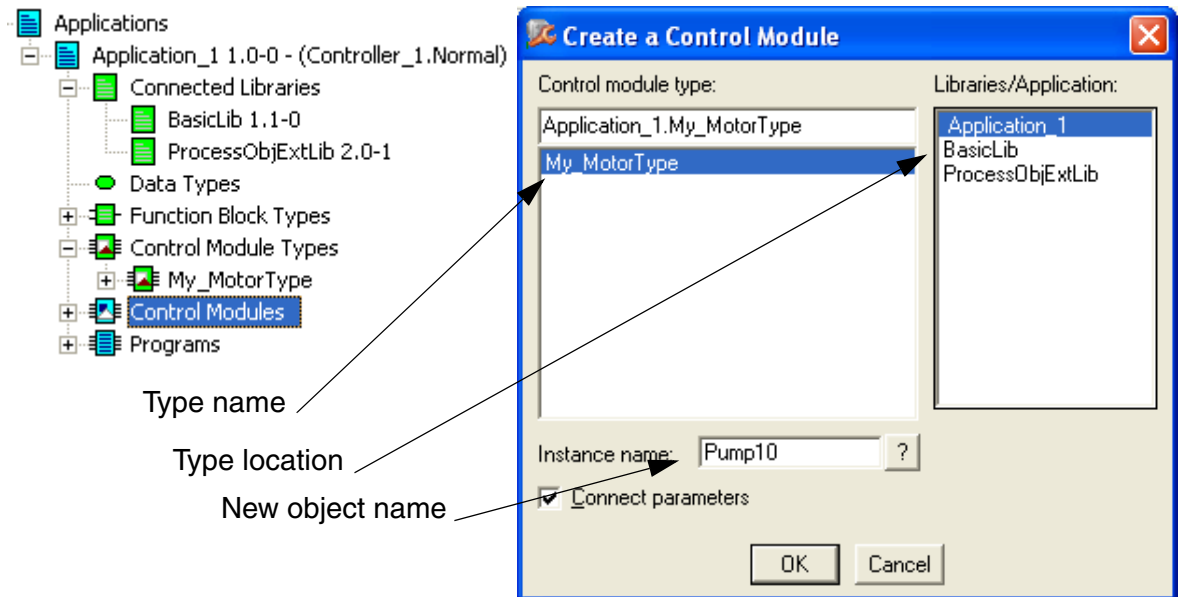 Applications
Application_1 1.0-0 - (Controller_1.Normal)
Connected Libraries
BasicLib 1.1-0
ProcessObjExtLib 2.0-1
Data Types
Function Block Types
Control Module Types
My_MotorType
Control Modules
Programs
Type name
Type location
New object name
Create a Control Module
Control module type:
Application_1.My_MotorType
My_MotorType
Libraries/Application:
Application_1
BasicLib
ProcessObjExtLib
Instance name:
Pump10
?
Connect parameters
OK
Cancel